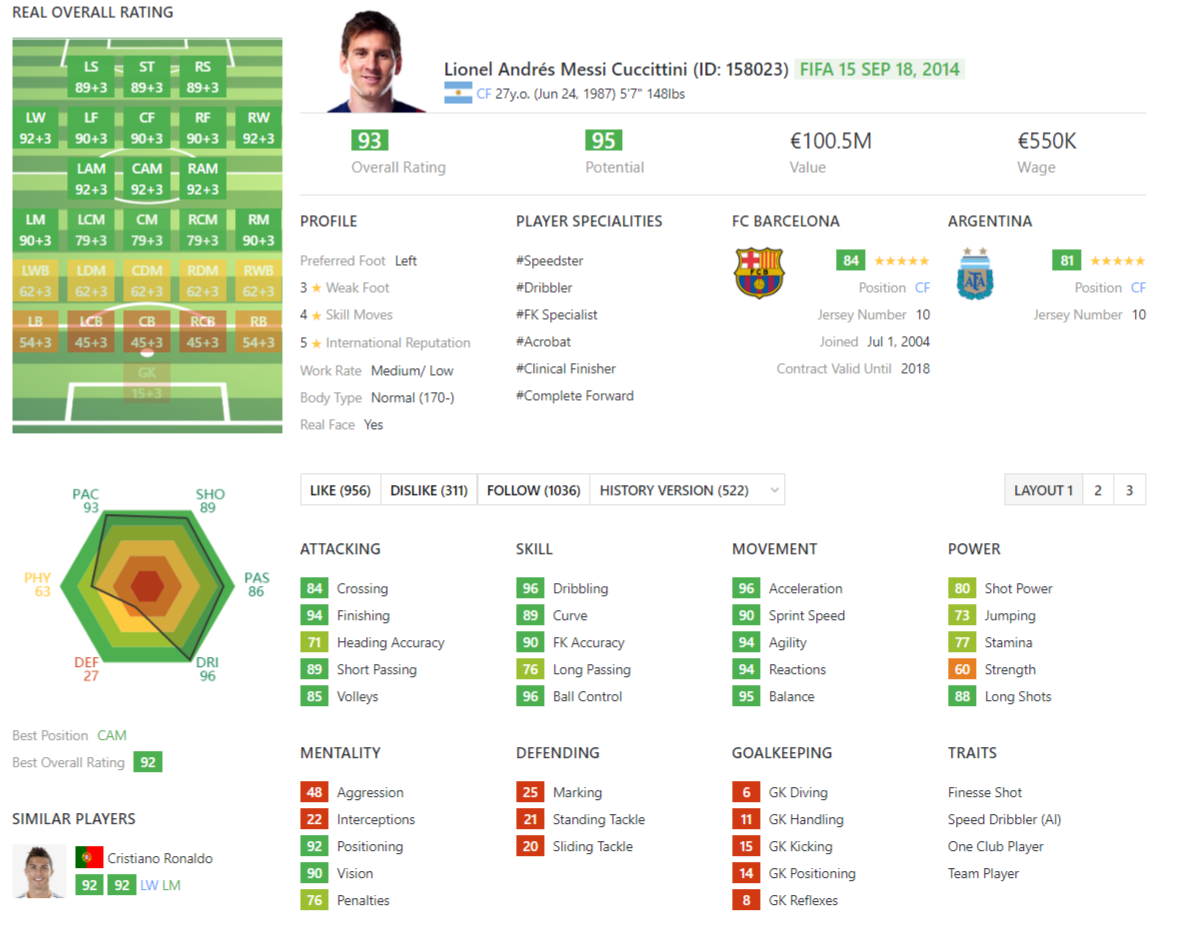 REAL OVERALL RATING
LS ST RS
89+3 89+3 89+3
LW LF CF RF RW
92+3 90+3 90+3 90+3 92+3
LAM CAM RAM
92+3 92+3 92+3
LM LCM CM RCM RM
90+3 79+3 79+3 79+3 90+3
LWB LDM CDM RDM RWB
62+3 62+3 62+3 62+3 62+3
LB LCB CB RCB RB
54+3 45+3 45+3 45+3 54+3
GK
15+3
Lionel Andrés Messi Cuccittini (ID: 158023) FIFA 15 SEP 18, 2014
CF 27y.o. (Jun 24, 1987) 5'7" 148lbs
93 95 €100.5M €550K
Overall Rating Potential Value Wage
PROFILE
Preferred Foot Left
3 ★ Weak Foot
4 ★ Skill Moves
5 ★ International Reputation
Work Rate Medium/ Low
Body Type Normal (170-)
Real Face Yes
PLAYER SPECIALITIES
#Speedster
#Dribbler
#FK Specialist
#Acrobat
#Clinical Finisher
#Complete Forward
FC BARCELONA
FCB
84 ★★★★★
Position CF
Jersey Number 10
Joined Jul 1, 2004
Contract Valid Until 2018
ARGENTINA
AFA
81 ★★★★★
Position CF
Jersey Number 10
PAC SHO
93 89
PHY PAS
63 86
DEF DRI
27 96
Best Position CAM
Best Overall Rating 92
SIMILAR PLAYERS
Cristiano Ronaldo
92 92 LW LM
LIKE (956) DISLIKE (311) FOLLOW (1036) HISTORY VERSION (522)
LAYOUT 1 2 3
ATTACKING
84 Crossing
94 Finishing
71 Heading Accuracy
89 Short Passing
85 Volleys
SKILL
96 Dribbling
89 Curve
90 FK Accuracy
76 Long Passing
96 Ball Control
MOVEMENT
96 Acceleration
90 Sprint Speed
94 Agility
94 Reactions
95 Balance
POWER
80 Shot Power
73 Jumping
77 Stamina
60 Strength
88 Long Shots
MENTALITY
48 Aggression
22 Interceptions
92 Positioning
90 Vision
76 Penalties
DEFENDING
25 Marking
21 Standing Tackle
20 Sliding Tackle
GOALKEEPING
6 GK Diving
11 GK Handling
15 GK Kicking
14 GK Positioning
8 GK Reflexes
TRAITS
Finesse Shot
Speed Dribbler (AI)
One Club Player
Team Player